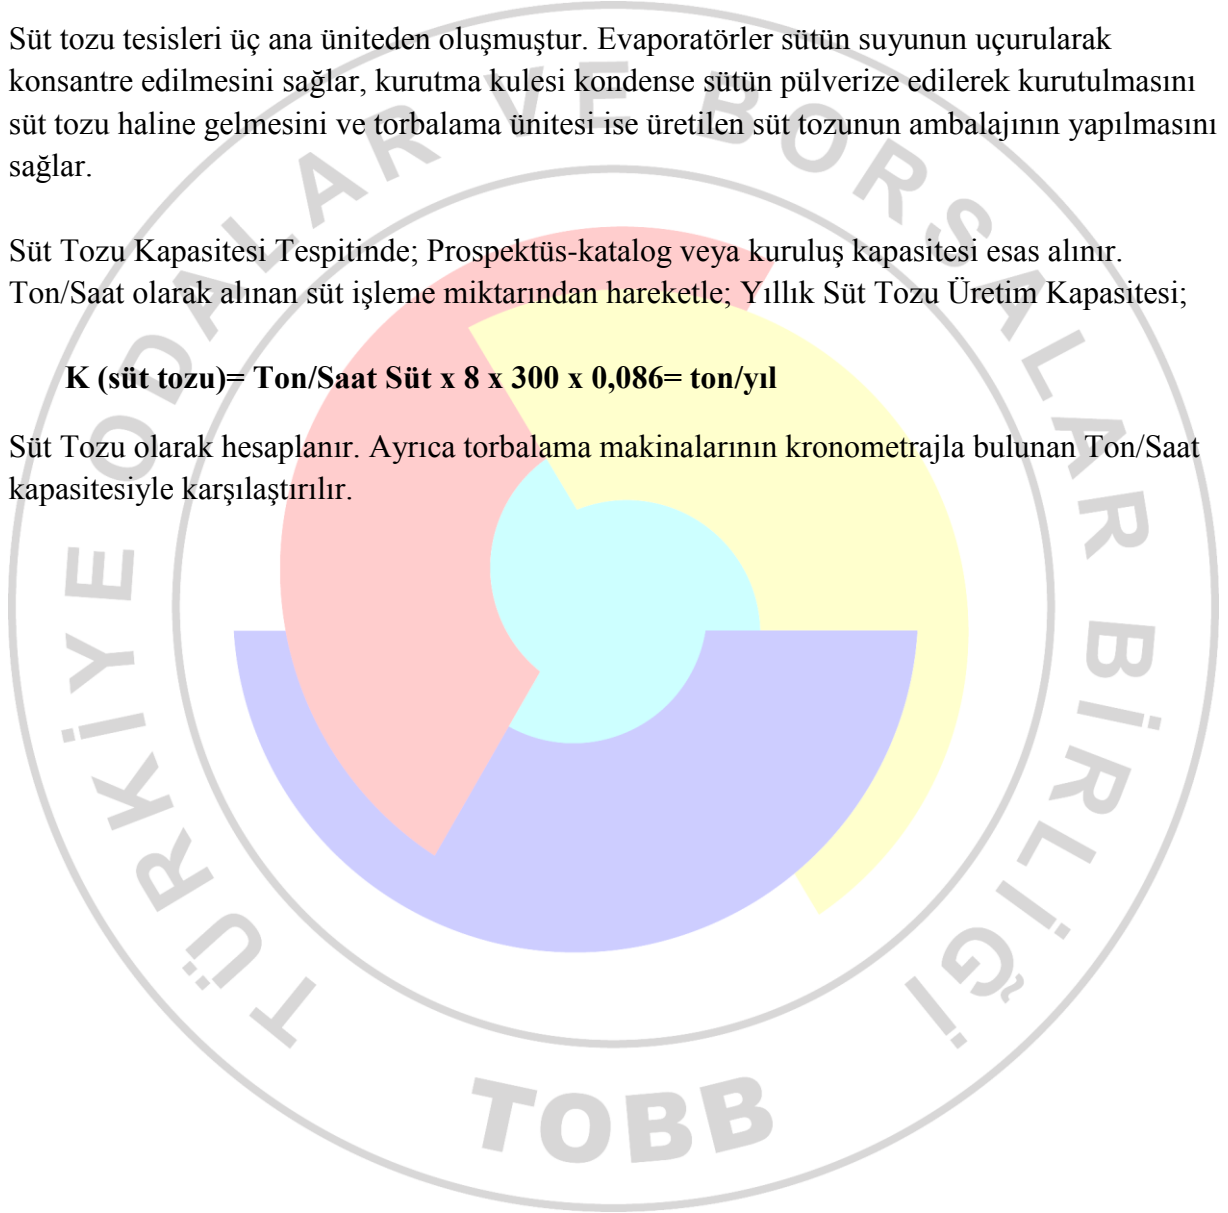 Süt tozu tesisleri üç ana üniteden oluşmuştur. Evaporatörler sütün suyunun uçurularak
konsantre edilmesini sağlar, kurutma kulesi kondense sütün pülverize edilerek kurutulmasını
süt tozu haline gelmesini ve torbalama ünitesi ise üretilen süt tozunun ambalajının yapılmasını
sağlar.
Süt Tozu Kapasitesi Tespitinde; Prospektüs-katalog veya kuruluş kapasitesi esas alınır.
Ton/Saat olarak alınan süt işleme miktarından hareketle; Yıllık Süt Tozu Üretim Kapasitesi;
K (süt tozu)= Ton/Saat Süt x 8 x 300 x 0,086= ton/yıl
Süt Tozu olarak hesaplanır. Ayrıca torbalama makinalarının kronometrajla bulunan Ton/Saat
kapasitesiyle karşılaştırılır.
TÜRKİYE ODALAR VE BORSALAR BİRLİĞİ
TOBB